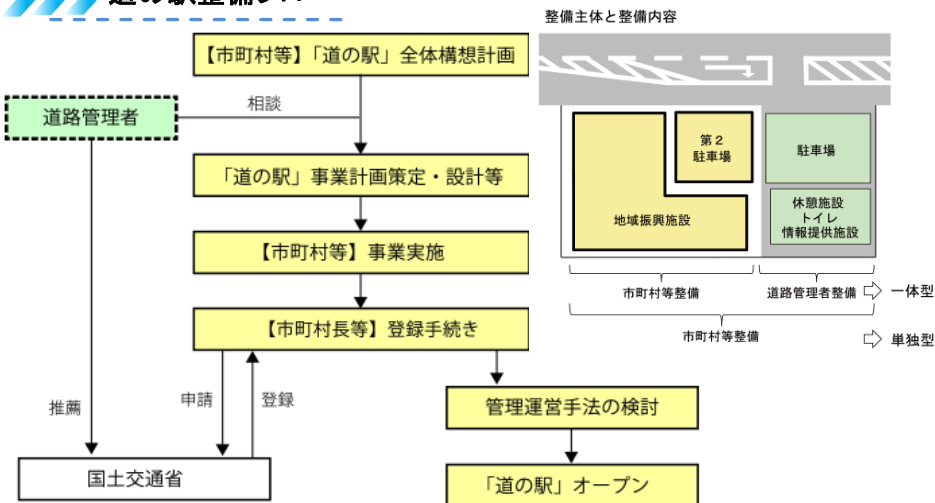 整備主体と整備内容
【市町村等】「道の駅」全体構想計画
道路管理者
相談
「道の駅」事業計画策定・設計等
【市町村等】事業実施
【市町村長等】登録手続き
推薦
申請
登録
国土交通省
管理運営手法の検討
「道の駅」オープン
第2
駐車場
地域振興施設
駐車場
休憩施設
トイレ
情報提供施設
市町村等整備
道路管理者整備
一体型
市町村等整備
単独型